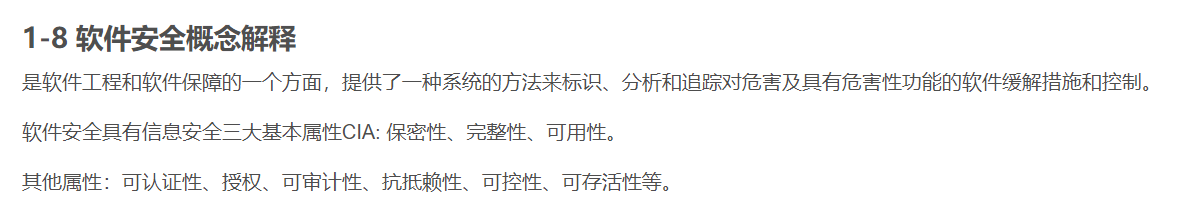 1-8 软件安全概念解释
是软件工程和软件保障的一个方面，提供了一种系统的方法来标识、分析和追踪对危害及具有危害性功能的软件缓解措施和控制。
软件安全具有信息安全三大基本属性CIA: 保密性、完整性、可用性。
其他属性：可认证性、授权、可审计性、抗抵赖性、可控性、可存活性等。